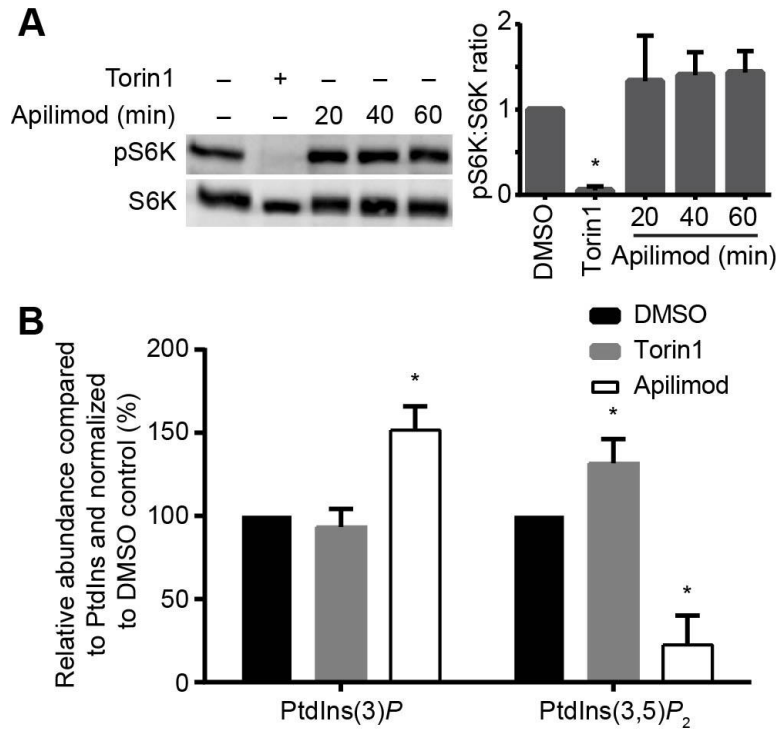 A
Torin1 – + – – –
Apilimod (min) – – 20 40 60
pS6K
S6K
pS6K:S6K ratio
2
1
0
*
DMSO
Torin1
20 40 60
Apilimod (min)
B
DMSO
Torin1
Apilimod
Relative abundance compared
to PtdIns and normalized
to DMSO control (%)
200
150
100
50
0
*
*
*
PtdIns(3)P
PtdIns(3,5)P₂